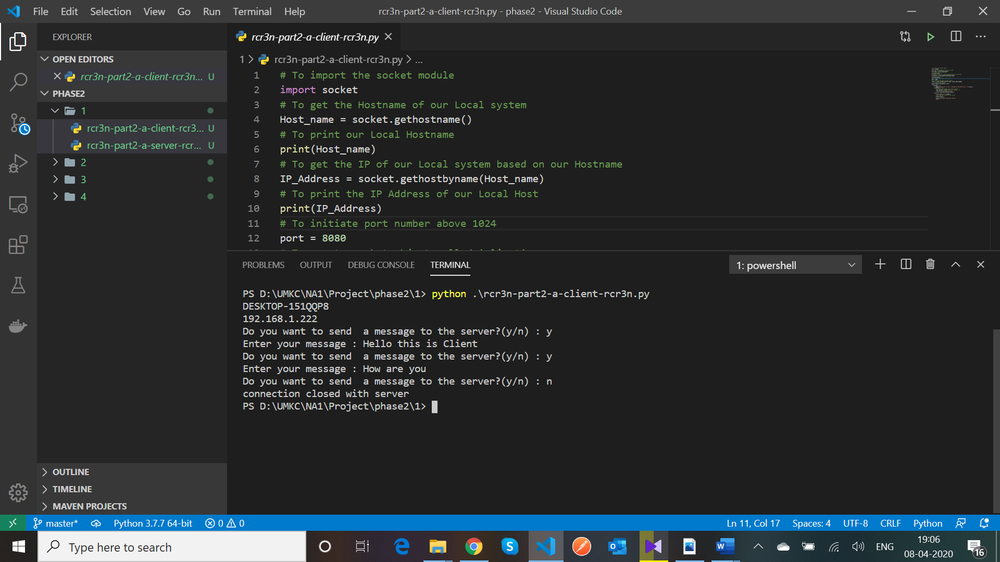 File Edit Selection View Go Run Terminal Help
rcr3n-part2-a-client-rcr3n.py - phase2 - Visual Studio Code
EXPLORER
OPEN EDITORS
rcr3n-part2-a-client-rcr3n... U
PHASE2
1
rcr3n-part2-a-client-rcr3... U
rcr3n-part2-a-server-rcr... U
2
3
4
OUTLINE
TIMELINE
MAVEN PROJECTS
rcr3n-part2-a-client-rcr3n.py
1 > rcr3n-part2-a-client-rcr3n.py > ...
1 # To import the socket module
2 import socket
3 # To get the Hostname of our Local system
4 Host_name = socket.gethostname()
5 # To print our Local Hostname
6 print(Host_name)
7 # To get the IP of our Local system based on our Hostname
8 IP_Address = socket.gethostbyname(Host_name)
9 # To print the IP Address of our Local Host
10 print(IP_Address)
11 # To initiate port number above 1024
12 port = 8080
PROBLEMS OUTPUT DEBUG CONSOLE TERMINAL
1: powershell
PS D:\UMKC\NA1\Project\phase2\1> python .\rcr3n-part2-a-client-rcr3n.py
DESKTOP-151QQP8
192.168.1.222
Do you want to send  a message to the server?(y/n) : y
Enter your message : Hello this is Client
Do you want to send  a message to the server?(y/n) : y
Enter your message : How are you
Do you want to send  a message to the server?(y/n) : n
connection closed with server
PS D:\UMKC\NA1\Project\phase2\1>
master* Python 3.7.7 64-bit 0 0 Ln 11, Col 17 Spaces: 4 UTF-8 CRLF Python
Type here to search
ENG
19:06
08-04-2020
16